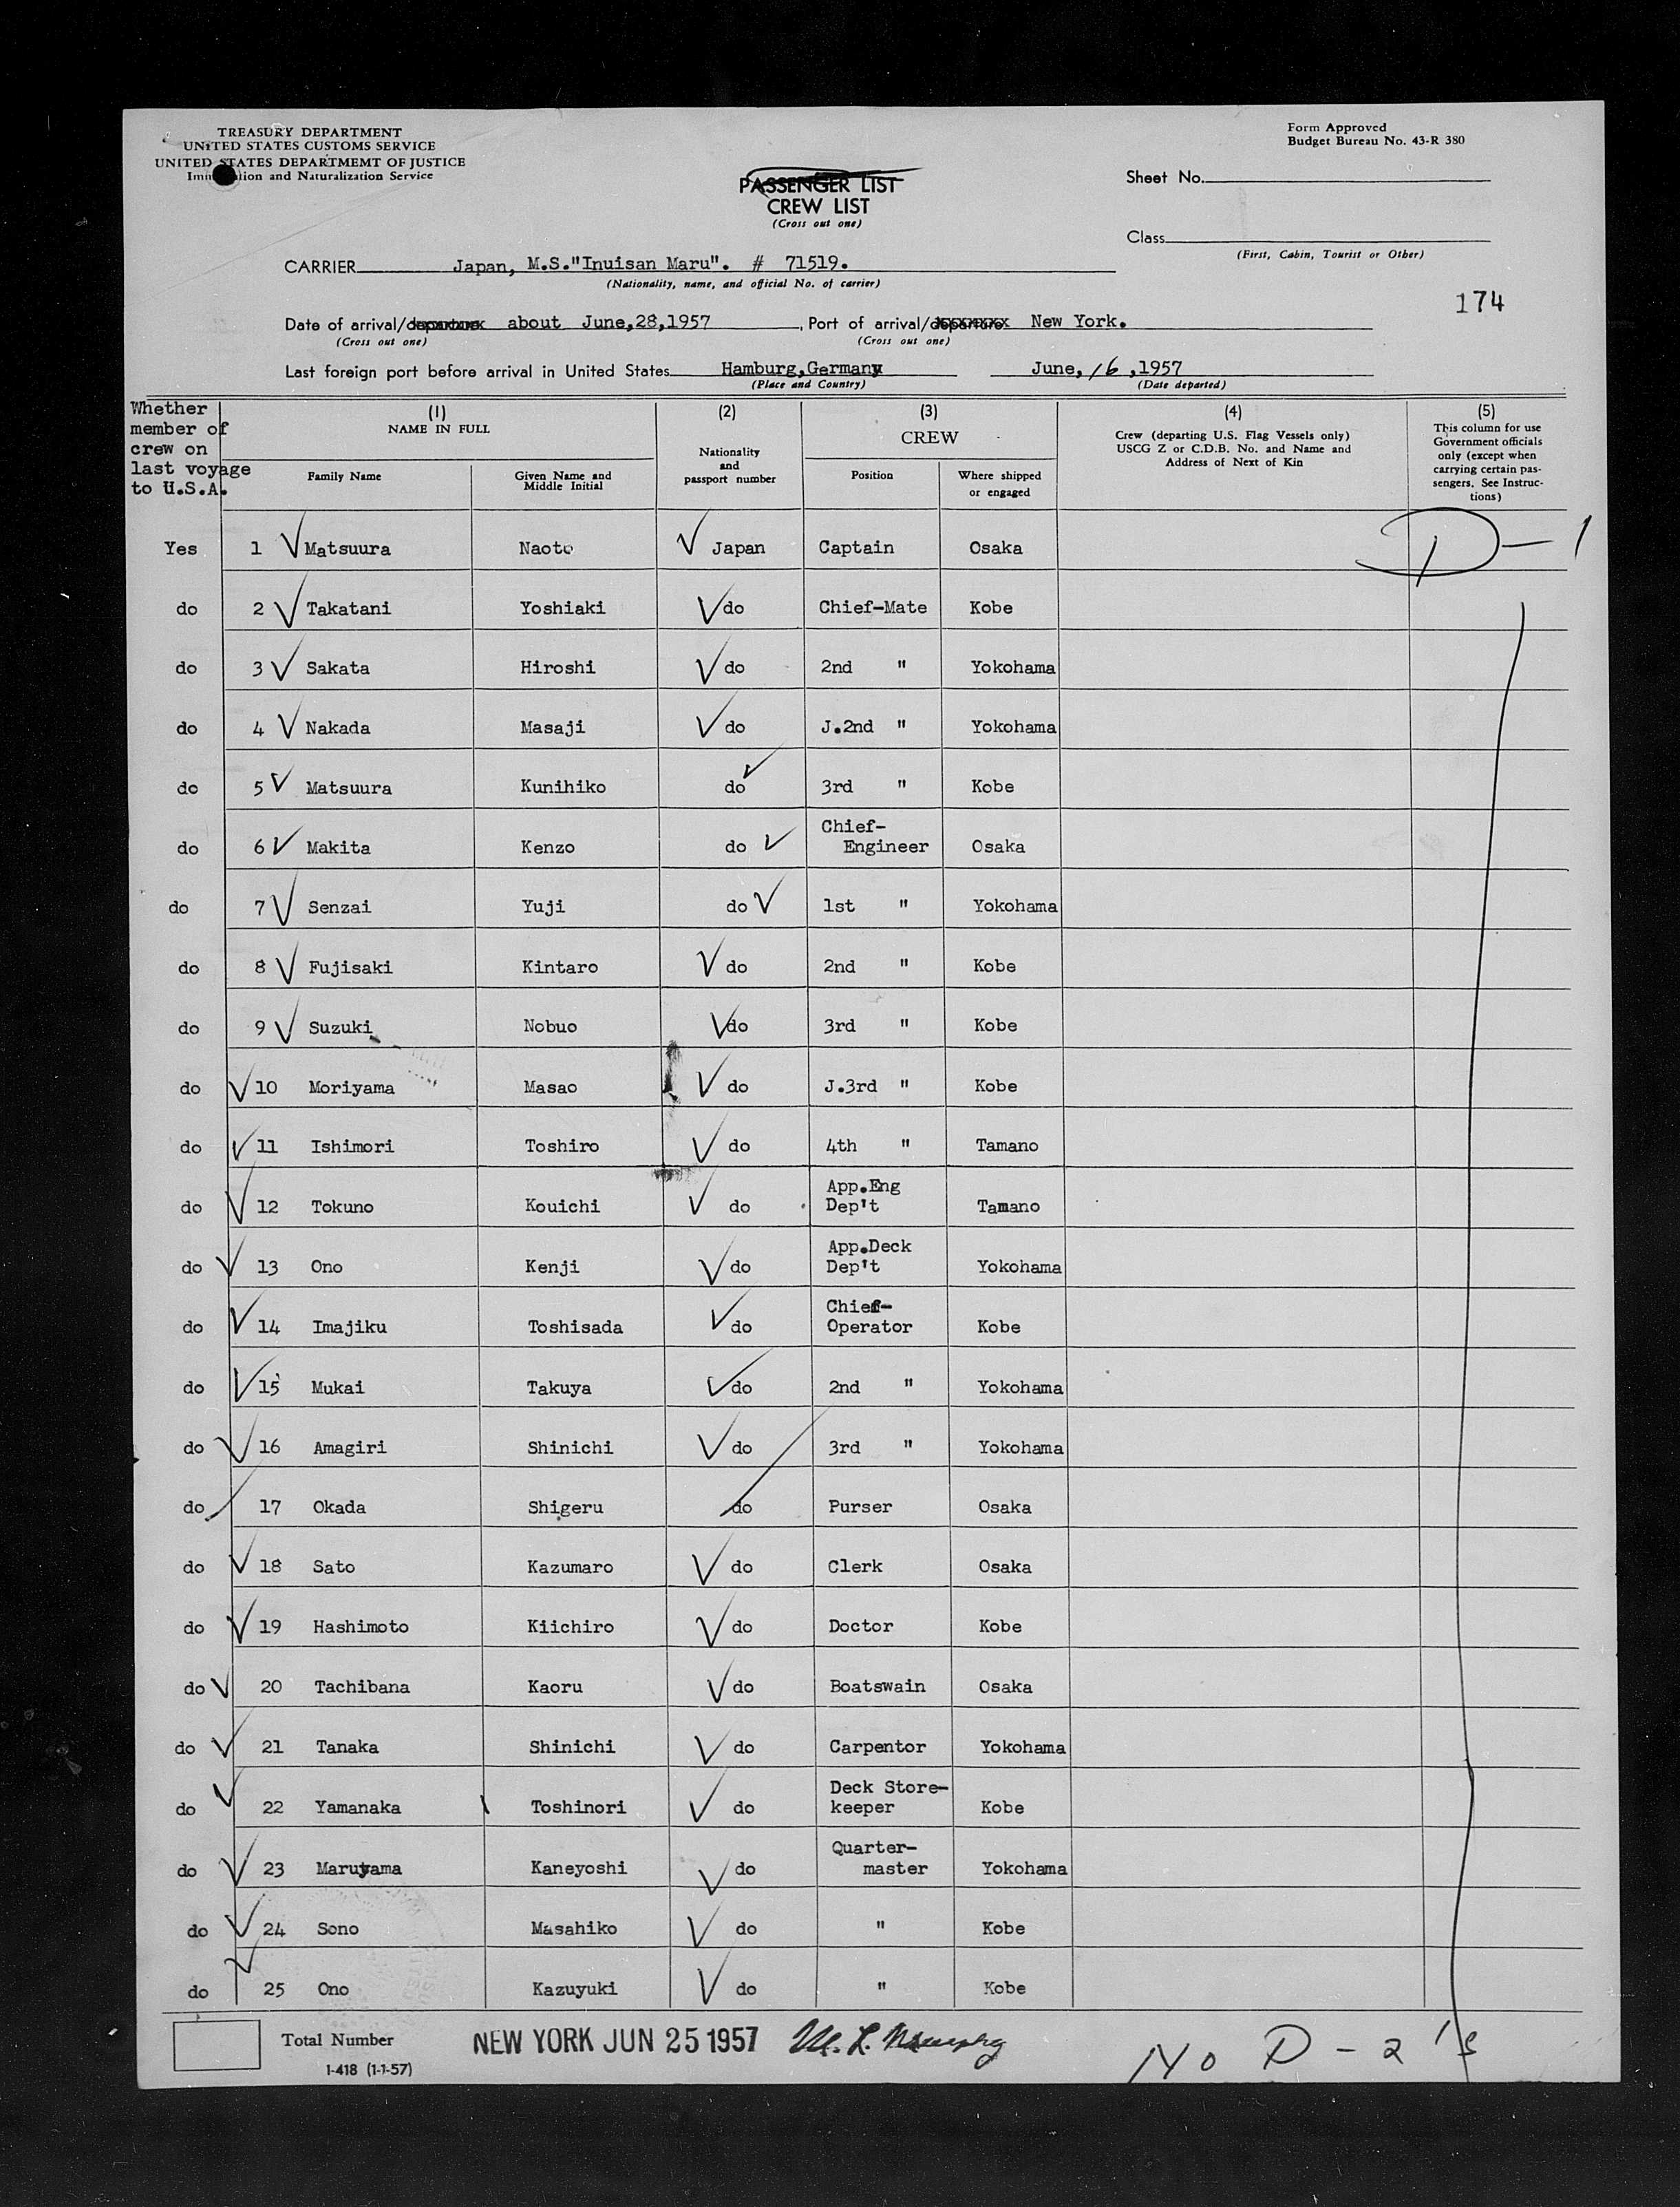 TREASURY DEPARTMENT
UNITED STATES CUSTOMS SERVICE
UNITED STATES DEPARTMEMT OF JUSTICE
Immigration and Naturalization Service
Form Approved
Budget Bureau No. 43-R 380
PASSENGER LIST
CREW LIST
(Cross out one)
Sheet No.
Class
(First, Cabin, Tourist or Other)
CARRIER Japan, M.S."Inuisan Maru". # 71519.
(Nationality, name, and official No. of carrier)
174
Date of arrival/departure about June,28,1957, Port of arrival/departure New York.
(Cross out one) (Cross out one)
Last foreign port before arrival in United States Hamburg,Germany June, 16 ,1957
(Place and Country) (Date departed)
Whether member of crew on last voyage to U.S.A.
(1) NAME IN FULL
Family Name
Given Name and Middle Initial
(2) Nationality and passport number
(3) CREW
Position
Where shipped or engaged
(4) Crew (departing U.S. Flag Vessels only) USCG Z or C.D.B. No. and Name and Address of Next of Kin
(5) This column for use Government officials only (except when carrying certain passengers. See Instructions)
Yes 1 Matsuura Naoto Japan Captain Osaka D-1
do 2 Takatani Yoshiaki do Chief-Mate Kobe
do 3 Sakata Hiroshi do 2nd " Yokohama
do 4 Nakada Masaji do J.2nd " Yokohama
do 5 Matsuura Kunihiko do 3rd " Kobe
do 6 Makita Kenzo do Chief-Engineer Osaka
do 7 Senzai Yuji do 1st " Yokohama
do 8 Fujisaki Kintaro do 2nd " Kobe
do 9 Suzuki Nobuo do 3rd " Kobe
do 10 Moriyama Masao do J.3rd " Kobe
do 11 Ishimori Toshiro do 4th " Tamano
do 12 Tokuno Kouichi do App.Eng Dep't Tamano
do 13 Ono Kenji do App.Deck Dep't Yokohama
do 14 Imajiku Toshisada do Chief-Operator Kobe
do 15 Mukai Takuya do 2nd " Yokohama
do 16 Amagiri Shinichi do 3rd " Yokohama
do 17 Okada Shigeru do Purser Osaka
do 18 Sato Kazumaro do Clerk Osaka
do 19 Hashimoto Kiichiro do Doctor Kobe
do 20 Tachibana Kaoru do Boatswain Osaka
do 21 Tanaka Shinichi do Carpentor Yokohama
do 22 Yamanaka Toshinori do Deck Store-keeper Kobe
do 23 Maruyama Kaneyoshi do Quarter-master Yokohama
do 24 Sono Masahiko do " Kobe
do 25 Ono Kazuyuki do " Kobe
Total Number
I-418 (1-1-57)
NEW YORK JUN 25 1957
No D-2's